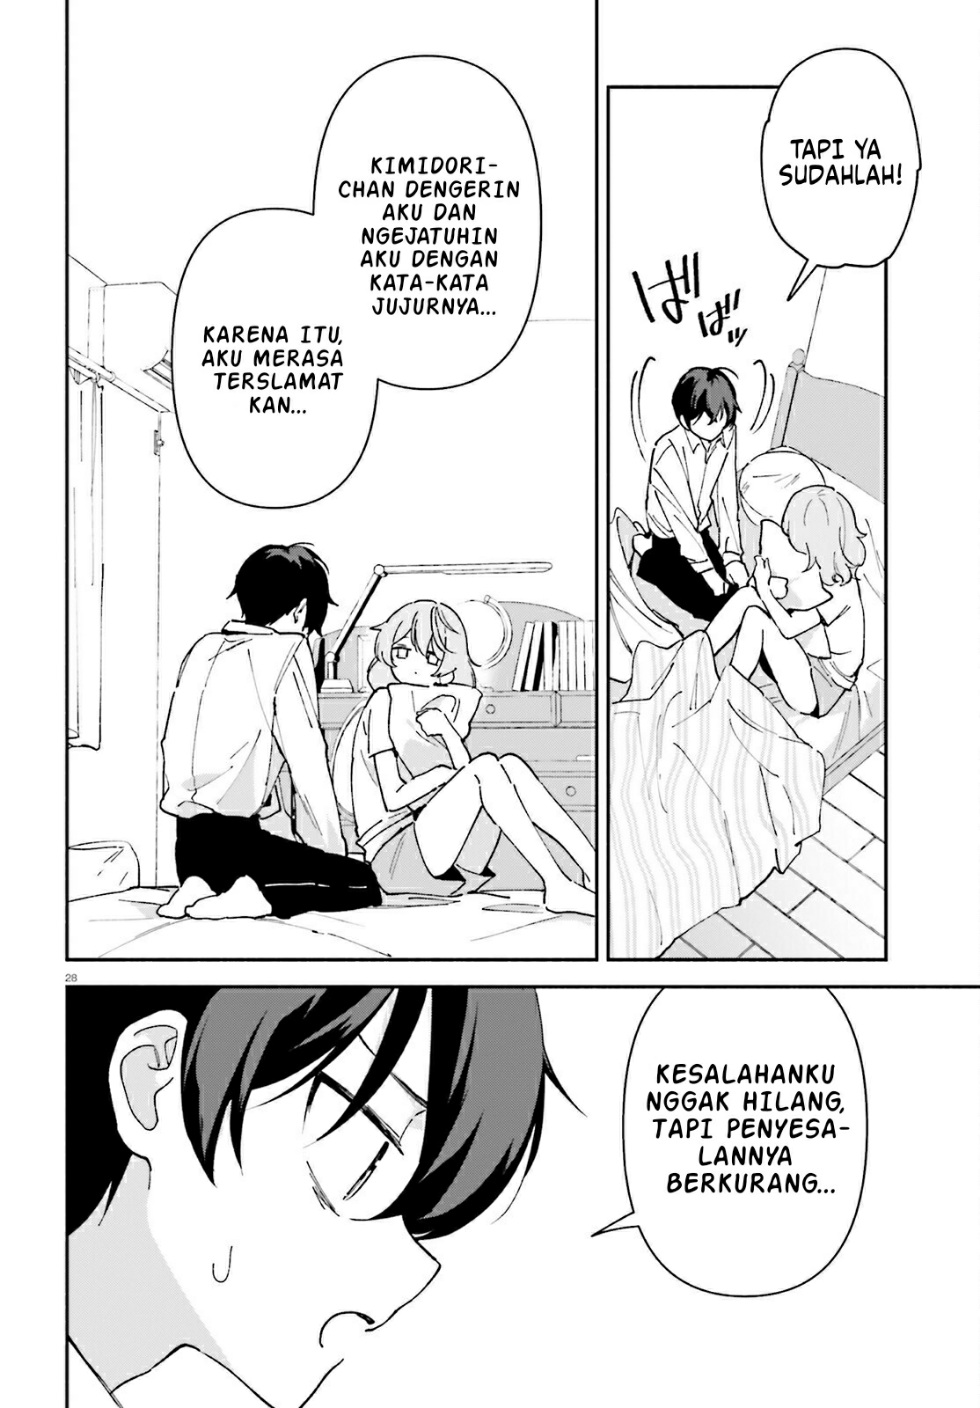 TAPI YA
SUDAHLAH!
ば
ばッ
KIMIDORI-
CHAN DENGERIN
AKU DAN
NGEJATUHIN
AKU DENGAN
KATA-KATA
JUJURNYA...
KARENA ITU,
AKU MERASA
TERSLAMAT
KAN...
28
KESALAHANKU
NGGAK HILANG,
TAPI PENYESA-
LANNYA
BERKURANG...